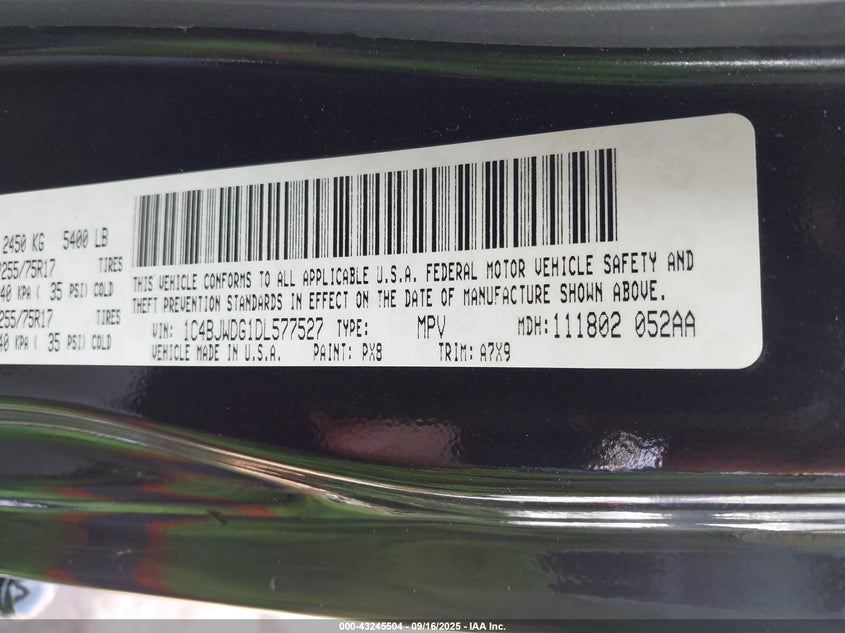 2450 KG 5400 LB
255/75R17 TIRES
40 KPA ( 35 PSI) COLD
255/75R17 TIRES
40 KPA ( 35 PSI) COLD
THIS VEHICLE CONFORMS TO ALL APPLICABLE U.S.A. FEDERAL MOTOR VEHICLE SAFETY AND
THEFT PREVENTION STANDARDS IN EFFECT ON THE DATE OF MANUFACTURE SHOWN ABOVE.
VIN: 1C4BJWDG1DL577527 TYPE: MPV MDH: 111802 052AA
VEHICLE MADE IN U.S.A. PAINT: PX8 TRIM: A7X9
000-43245504 - 09/16/2025 - IAA Inc.